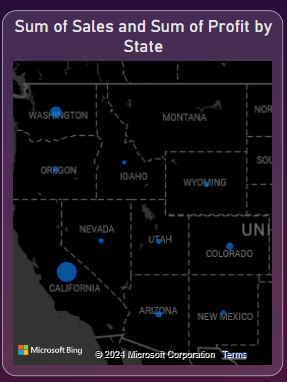 Sum of Sales and Sum of Profit by
State
WASHINGTON
MONTANA
NOR
OREGON
IDAHO
WYOMING
SOU
NEVADA
UTAH
UNI
COLORADO
CALIFORNIA
ARIZONA
NEW MEXICO
Microsoft Bing
© 2024 Microsoft Corporation Terms